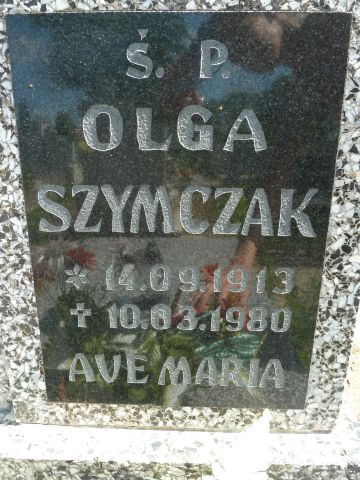 Ś. P.
OLGA
SZYMCZAK
* 14.09.1913
✝ 10.03.1980
AVE MARIA